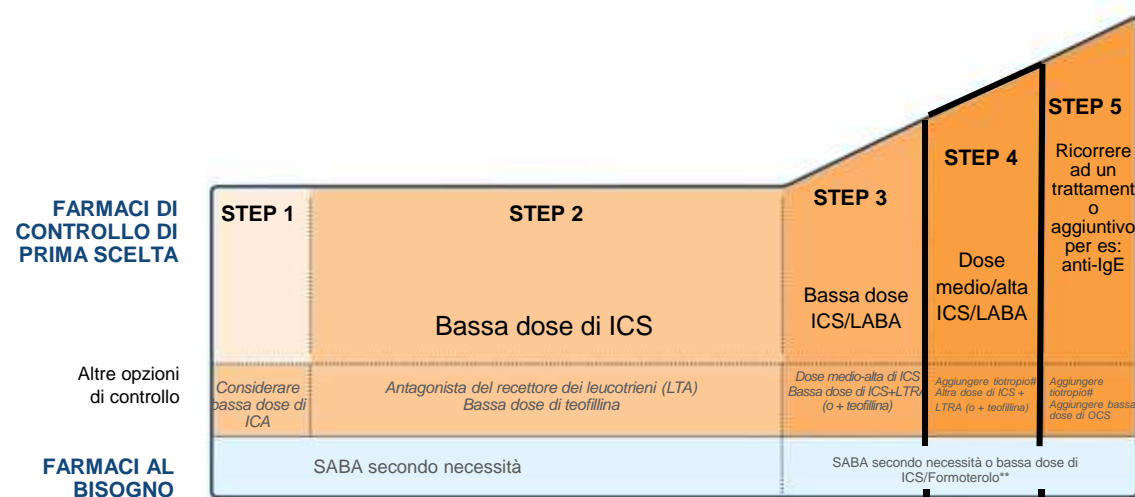 STEP 5
Ricorrere
ad un
trattament
o
aggiuntivo
per es:
anti-IgE
STEP 4
Dose
medio/alta
ICS/LABA
STEP 3
Bassa dose
ICS/LABA
FARMACI DI
CONTROLLO DI
PRIMA SCELTA
STEP 1
STEP 2
Bassa dose di ICS
Altre opzioni
di controllo
Considerare
bassa dose di
ICA
Antagonista del recettore dei leucotrieni (LTA)
Bassa dose di teofillina
Dose medio-alta di ICS
Bassa dose di ICS+LTRA
(o + teofillina)
Aggiungere tiotropio#
Altra dose di ICS +
LTRA (o + teofillina)
Aggiungere
tiotropio#
Aggiungere bassa
dose di OCS
FARMACI AL
BISOGNO
SABA secondo necessità
SABA secondo necessità o bassa dose di
ICS/Formoterolo**